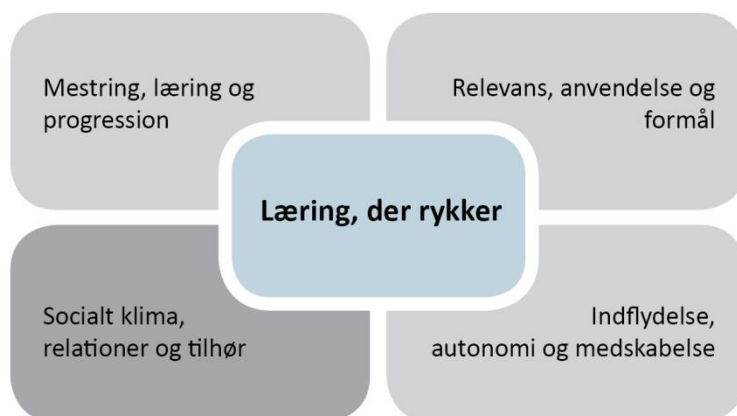 Mestring, læring og
progression
Relevans, anvendelse og
formål
Læring, der rykker
Socialt klima,
relationer og tilhør
Indflydelse,
autonomi og medskabelse